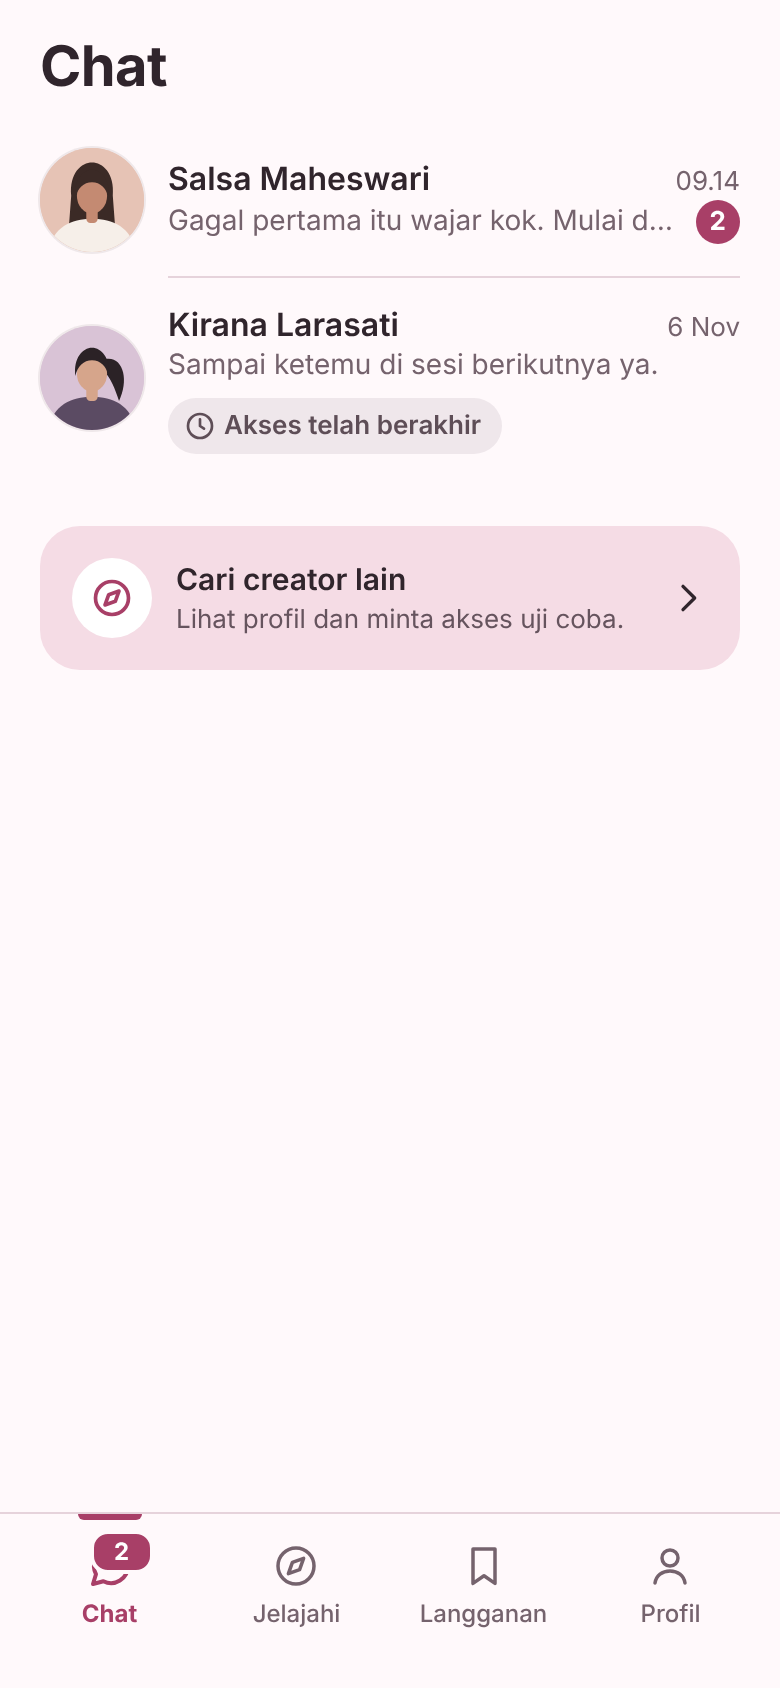 Chat
Salsa Maheswari
09.14
Gagal pertama itu wajar kok. Mulai d...
2
Kirana Larasati
6 Nov
Sampai ketemu di sesi berikutnya ya.
Akses telah berakhir
Cari creator lain
Lihat profil dan minta akses uji coba.
2
Chat
Jelajahi
Langganan
Profil